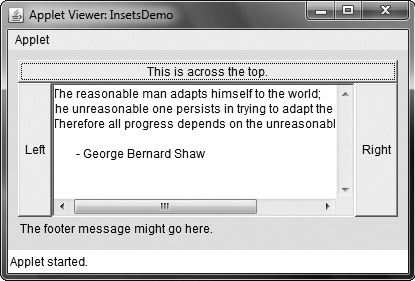 Applet Viewer: InsetsDemo
Applet
This is across the top.
The reasonable man adapts himself to the world;
he unreasonable one persists in trying to adapt the
Therefore all progress depends on the unreasonabl
- George Bernard Shaw
Left
Right
The footer message might go here.
Applet started.